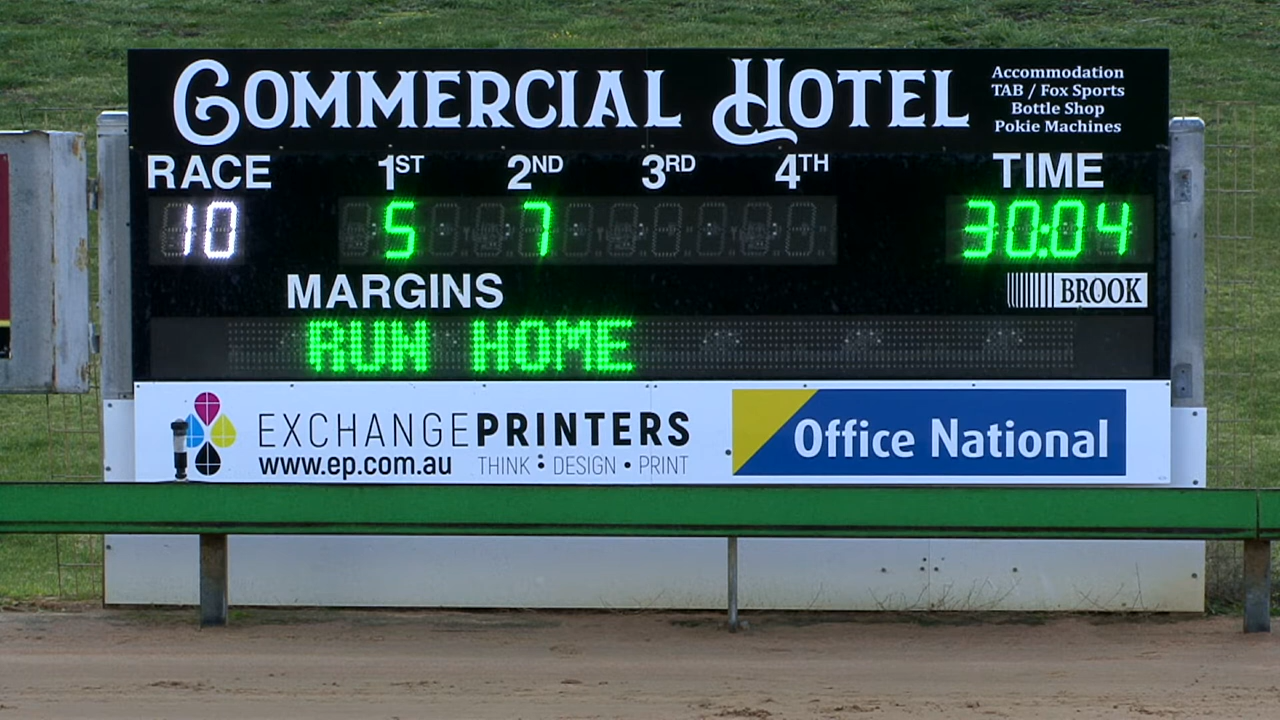 COMMERCIAL HOTEL
Accommodation
TAB / Fox Sports
Bottle Shop
Pokie Machines
RACE 1ST 2ND 3RD 4TH TIME
10 5 7 30:04
MARGINS
BROOK
RUN HOME
EXCHANGEPRINTERS
www.ep.com.au THINK • DESIGN • PRINT
Office National